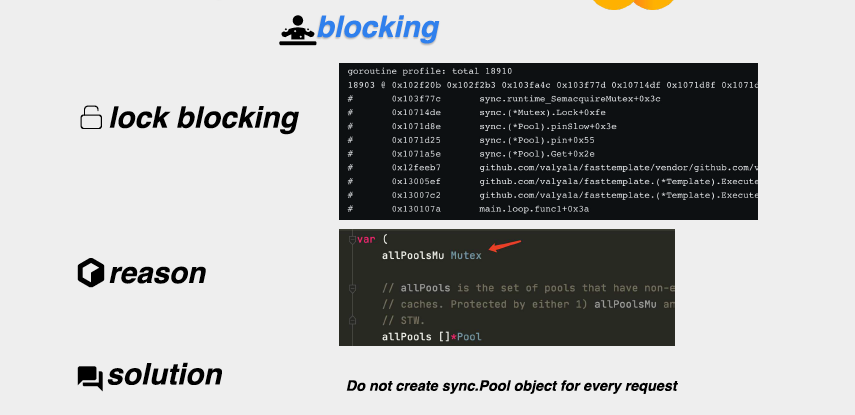 blocking
lock blocking
goroutine profile: total 18910
18903 @ 0x102f20b 0x102f2b3 0x103fa4c 0x103f77d 0x10714df 0x1071d8f 0x1071d
# 0x103f77c sync.runtime_SemacquireMutex+0x3c
# 0x10714de sync.(*Mutex).Lock+0xfe
# 0x1071d8e sync.(*Pool).pinSlow+0x3e
# 0x1071d25 sync.(*Pool).pin+0x55
# 0x1071a5e sync.(*Pool).Get+0x2e
# 0x12feeb7 github.com/valyala/fasttemplate/vendor/github.com/v
# 0x13005ef github.com/valyala/fasttemplate.(*Template).Execute
# 0x13007c2 github.com/valyala/fasttemplate.(*Template).Execute
# 0x130107a main.loop.func1+0x3a
reason
var (
allPoolsMu Mutex
// allPools is the set of pools that have non-e
// caches. Protected by either 1) allPoolsMu an
// STW.
allPools []*Pool
solution
Do not create sync.Pool object for every request